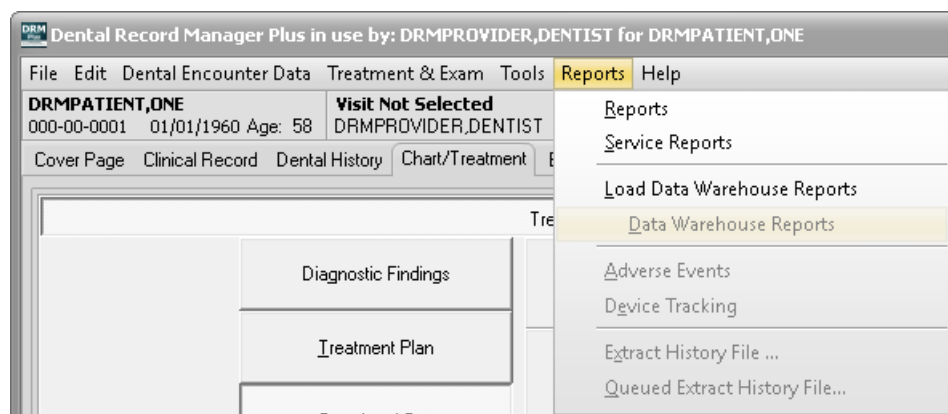 DRM Plus Dental Record Manager Plus in use by: DRMPROVIDER,DENTIST for DRMPATIENT,ONE
File Edit Dental Encounter Data Treatment & Exam Tools Reports Help
DRMPATIENT,ONE Visit Not Selected
000-00-0001 01/01/1960 Age: 58 DRMPROVIDER,DENTIST
Cover Page Clinical Record Dental History Chart/Treatment
Reports
Service Reports
Load Data Warehouse Reports
Data Warehouse Reports
Adverse Events
Device Tracking
Extract History File ...
Queued Extract History File...
Tre
Diagnostic Findings
Treatment Plan